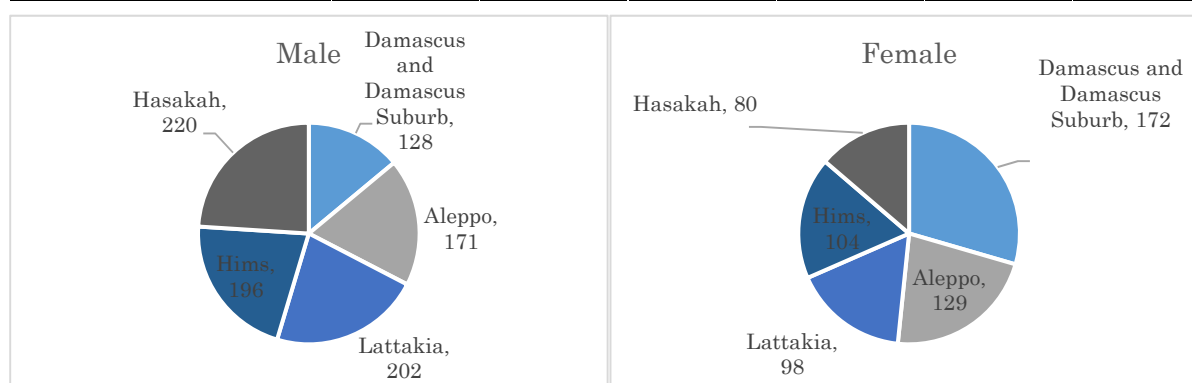 Male
Damascus
and
Damascus
Suburb,
128
Hasakah,
220
Aleppo,
171
Hims,
196
Lattakia,
202
Female
Damascus and
Damascus
Suburb, 172
Hasakah, 80
Hims,
104
Aleppo,
129
Lattakia,
98